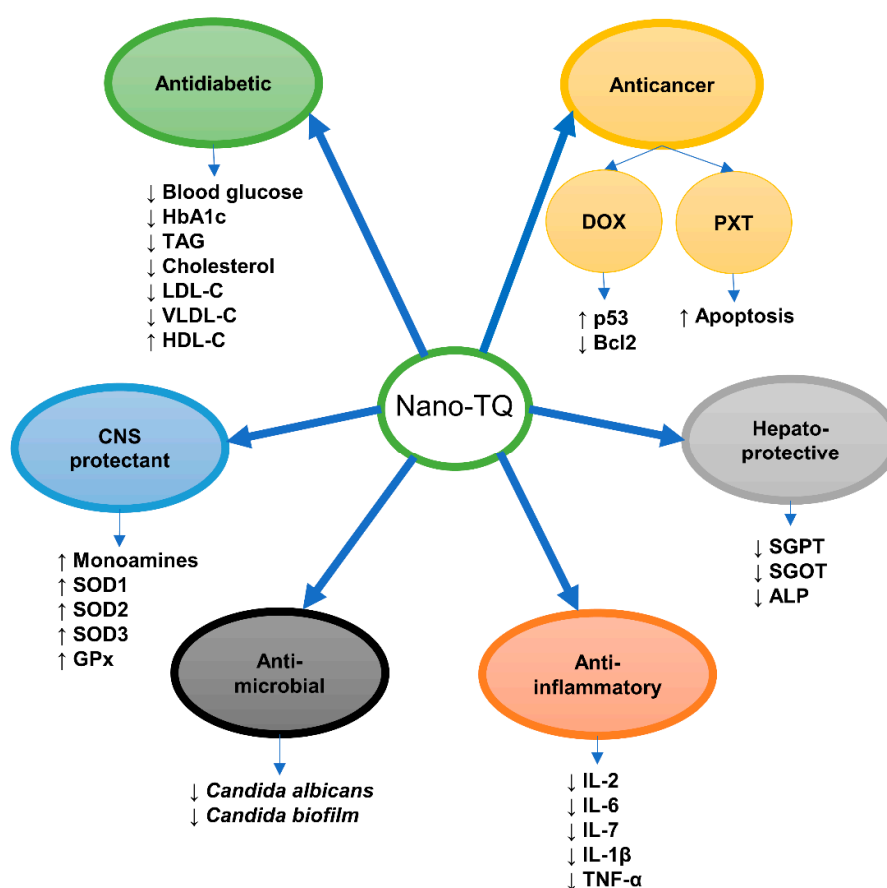 Antidiabetic
↓ Blood glucose
↓ HbA1c
↓ TAG
↓ Cholesterol
↓ LDL-C
↓ VLDL-C
↑ HDL-C
Anticancer
DOX
↑ p53
↓ Bcl2
PXT
↑ Apoptosis
Nano-TQ
CNS
protectant
↑ Monoamines
↑ SOD1
↑ SOD2
↑ SOD3
↑ GPx
Hepato-
protective
↓ SGPT
↓ SGOT
↓ ALP
Anti-
microbial
↓ Candida albicans
↓ Candida biofilm
Anti-
inflammatory
↓ IL-2
↓ IL-6
↓ IL-7
↓ IL-1β
↓ TNF-α